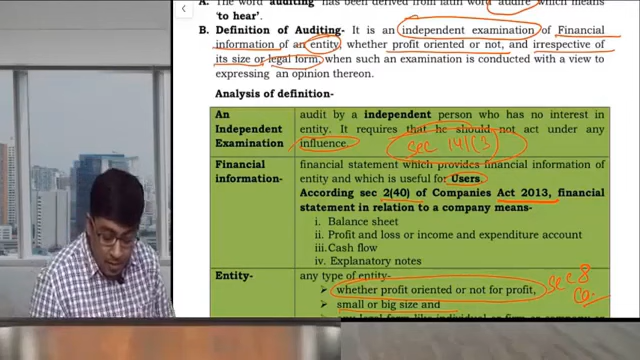 A. The word auditing has been derived from latin word 'audire' which means
'to hear'.
B. Definition of Auditing- It is an independent examination of Financial
information of an entity, whether profit oriented or not, and irrespective of
its size or legal form, when such an examination is conducted with a view to
expressing an opinion thereon.
Analysis of definition-
An Independent Examination
audit by a independent person who has no interest in
entity. It requires that he should not act under any
influence.
Sec 141(3)
Financial information-
financial statement which provides financial information of
entity and which is useful for Users.
According sec 2(40) of Companies Act 2013, financial
statement in relation to a company means-
i. Balance sheet
ii. Profit and loss or income and expenditure account
iii. Cash flow
iv. Explanatory notes
Entity-
any type of entity-
➢ whether profit oriented or not for profit,
Sec 8
Co.
➢ small or big size and